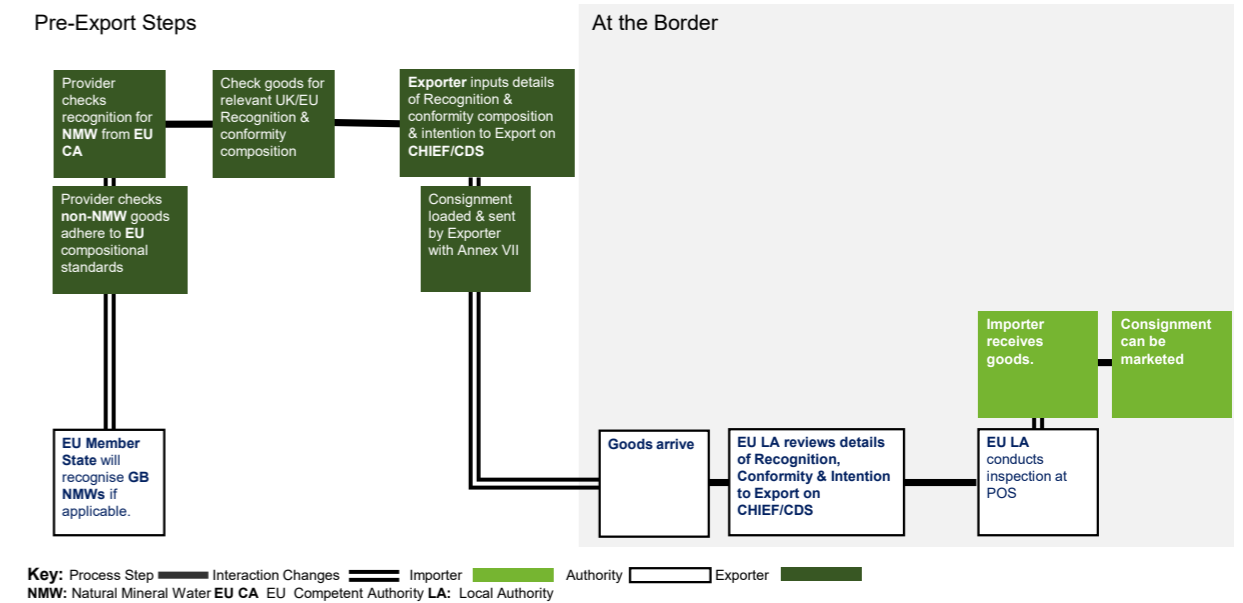 Pre-Export Steps
At the Border
Provider
checks
recognition for
NMW from EU
CA
Check goods for
relevant UK/EU
Recognition &
conformity
composition
Exporter inputs details
of Recognition &
conformity composition
& intention to Export on
CHIEF/CDS
Provider checks
non-NMW goods
adhere to EU
compositional
standards
Consignment
loaded & sent
by Exporter
with Annex VII
Importer
receives
goods.
Consignment
can be
marketed
EU Member
State will
recognise GB
NMWs if
applicable.
Goods arrive
EU LA reviews details
of Recognition,
Conformity & Intention
to Export on
CHIEF/CDS
EU LA
conducts
inspection at
POS
Key: Process Step Interaction Changes Importer Authority Exporter
NMW: Natural Mineral Water EU CA EU Competent Authority LA: Local Authority